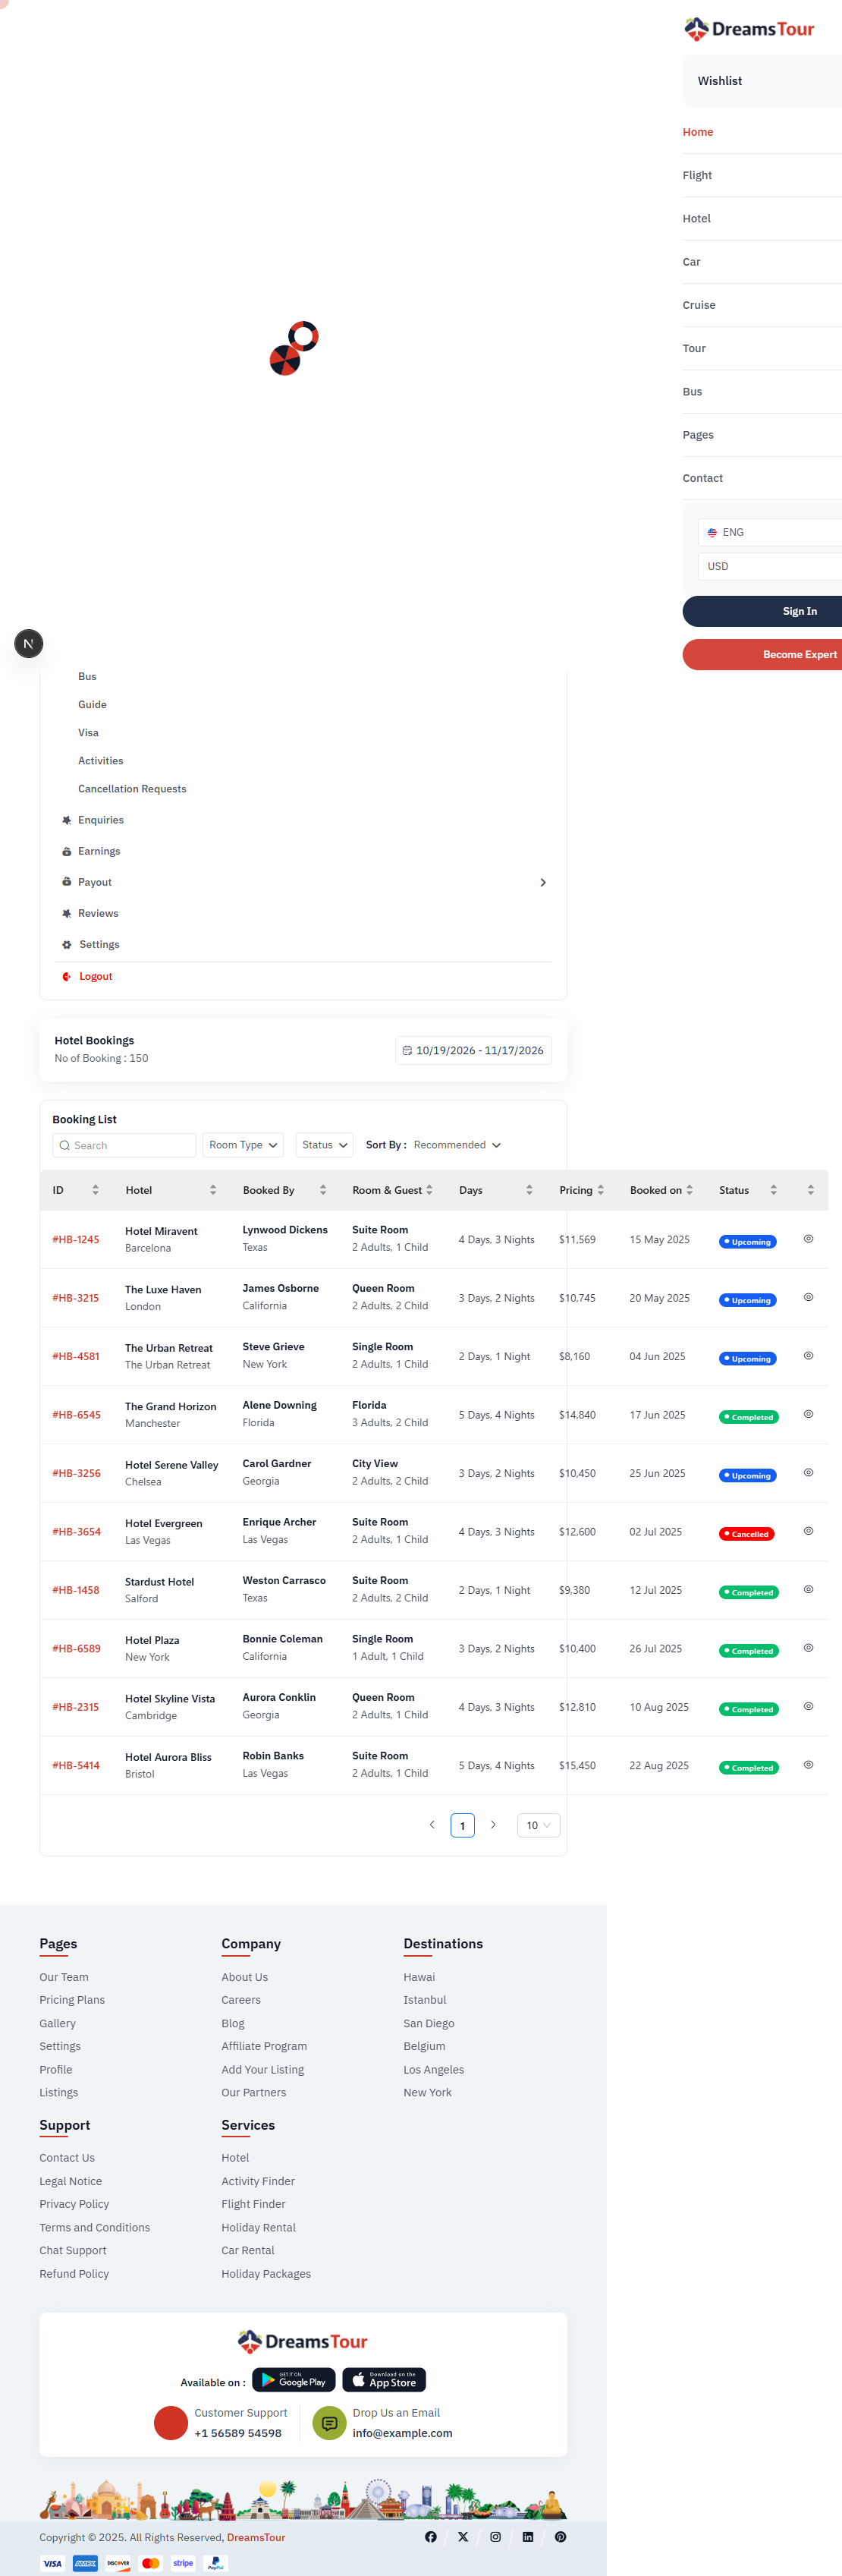 DreamsTour
Wishlist
Home
Flight
Hotel
Car
Cruise
Tour
Bus
Pages
Contact
ENG
USD
Sign In
Become Expert
N
Bus
Guide
Visa
Activities
Cancellation Requests
Enquiries
Earnings
Payout
Reviews
Settings
Logout
Hotel Bookings
No of Booking : 150
10/19/2026 - 11/17/2026
Booking List
Search Room Type Status Sort By : Recommended
ID Hotel Booked By Room & Guest Days Pricing Booked on Status
#HB-1245 Hotel Miravent Barcelona Lynwood Dickens Texas Suite Room 2 Adults, 1 Child 4 Days, 3 Nights $11,569 15 May 2025 Upcoming
#HB-3215 The Luxe Haven London James Osborne California Queen Room 2 Adults, 2 Child 3 Days, 2 Nights $10,745 20 May 2025 Upcoming
#HB-4581 The Urban Retreat The Urban Retreat Steve Grieve New York Single Room 2 Adults, 1 Child 2 Days, 1 Night $8,160 04 Jun 2025 Upcoming
#HB-6545 The Grand Horizon Manchester Alene Downing Florida Florida 3 Adults, 2 Child 5 Days, 4 Nights $14,840 17 Jun 2025 Completed
#HB-3256 Hotel Serene Valley Chelsea Carol Gardner Georgia City View 2 Adults, 2 Child 3 Days, 2 Nights $10,450 25 Jun 2025 Upcoming
#HB-3654 Hotel Evergreen Las Vegas Enrique Archer Las Vegas Suite Room 2 Adults, 1 Child 4 Days, 3 Nights $12,600 02 Jul 2025 Cancelled
#HB-1458 Stardust Hotel Salford Weston Carrasco Texas Suite Room 2 Adults, 2 Child 2 Days, 1 Night $9,380 12 Jul 2025 Completed
#HB-6589 Hotel Plaza New York Bonnie Coleman California Single Room 1 Adult, 1 Child 3 Days, 2 Nights $10,400 26 Jul 2025 Completed
#HB-2315 Hotel Skyline Vista Cambridge Aurora Conklin Georgia Queen Room 2 Adults, 1 Child 4 Days, 3 Nights $12,810 10 Aug 2025 Completed
#HB-5414 Hotel Aurora Bliss Bristol Robin Banks Las Vegas Suite Room 2 Adults, 1 Child 5 Days, 4 Nights $15,450 22 Aug 2025 Completed
1 10
Pages
Our Team
Pricing Plans
Gallery
Settings
Profile
Listings
Company
About Us
Careers
Blog
Affiliate Program
Add Your Listing
Our Partners
Destinations
Hawai
Istanbul
San Diego
Belgium
Los Angeles
New York
Support
Contact Us
Legal Notice
Privacy Policy
Terms and Conditions
Chat Support
Refund Policy
Services
Hotel
Activity Finder
Flight Finder
Holiday Rental
Car Rental
Holiday Packages
DreamsTour
Available on :
GET IT ON
Google Play
Download on the
App Store
Customer Support
+1 56589 54598
Drop Us an Email
info@example.com
Copyright © 2025. All Rights Reserved, DreamsTour
VISA AMEX DISCOVER mastercard stripe PayPal